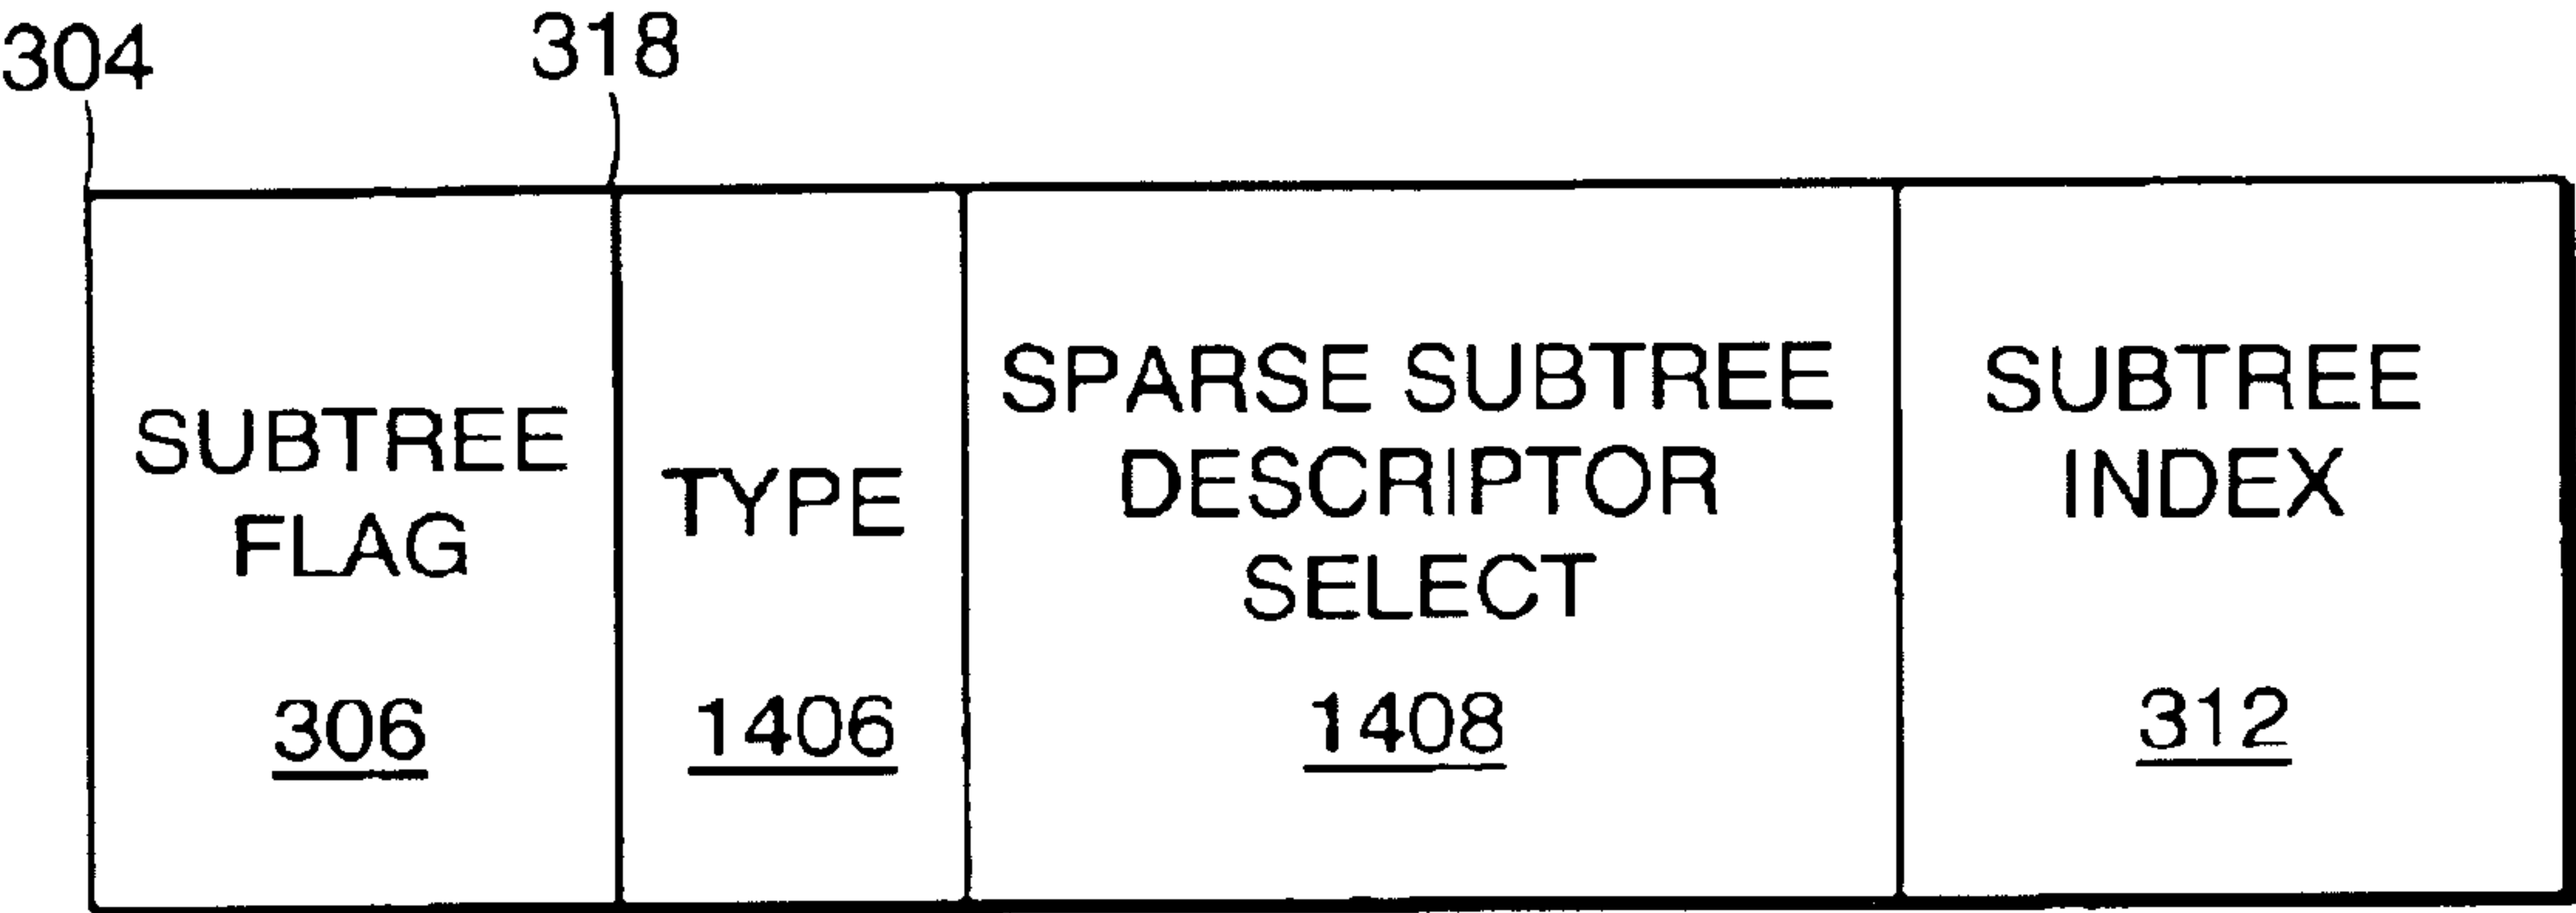 304
318
SUBTREE
FLAG
306
TYPE
1406
SPARSE SUBTREE
DESCRIPTOR
SELECT
1408
SUBTREE
INDEX
312